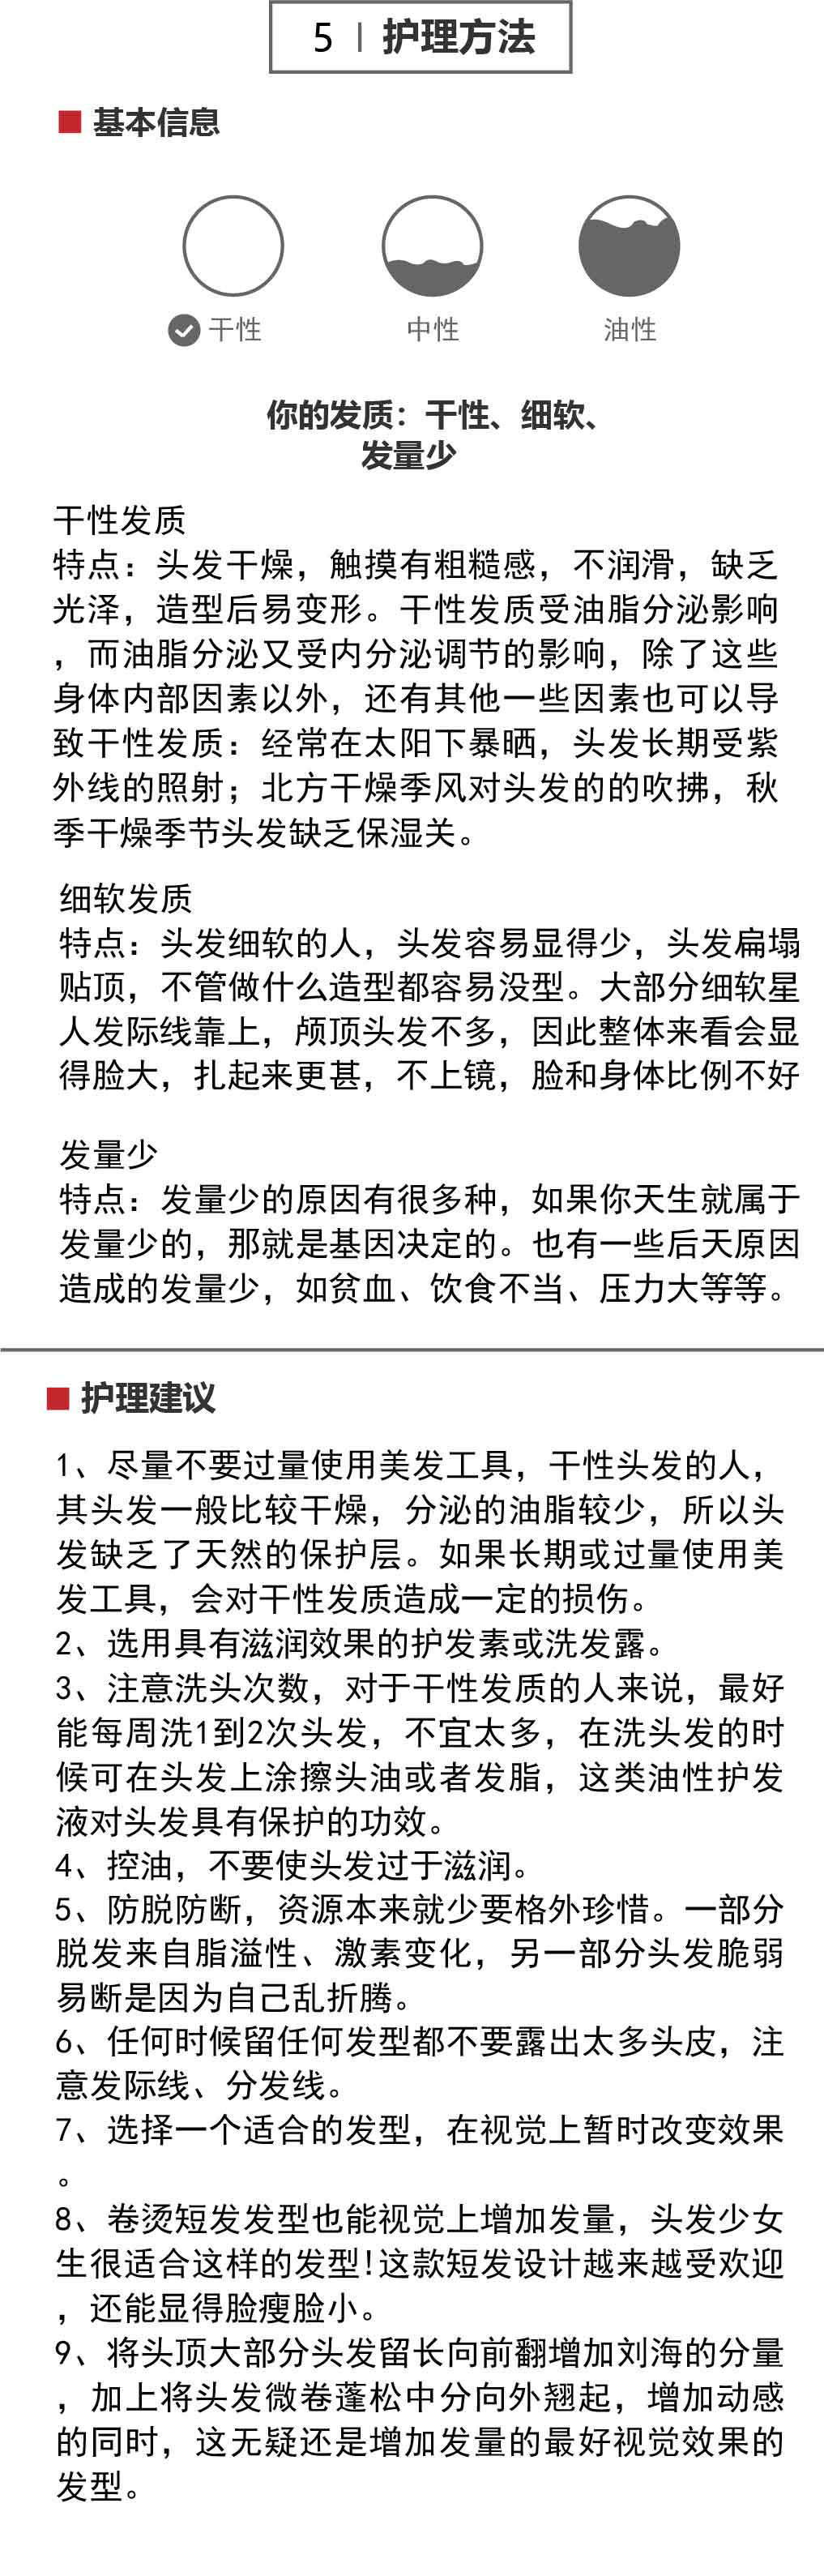 5 | 护理方法
基本信息
干性 中性 油性
你的发质：干性、细软、
发量少
干性发质
特点：头发干燥，触摸有粗糙感，不润滑，缺乏
光泽，造型后易变形。干性发质受油脂分泌影响
，而油脂分泌又受内分泌调节的影响，除了这些
身体内部因素以外，还有其他一些因素也可以导
致干性发质：经常在太阳下暴晒，头发长期受紫
外线的照射；北方干燥季风对头发的的吹拂，秋
季干燥季节头发缺乏保湿关。
细软发质
特点：头发细软的人，头发容易显得少，头发扁塌
贴顶，不管做什么造型都容易没型。大部分细软星
人发际线靠上，颅顶头发不多，因此整体来看会显
得脸大，扎起来更甚，不上镜，脸和身体比例不好
发量少
特点：发量少的原因有很多种，如果你天生就属于
发量少的，那就是基因决定的。也有一些后天原因
造成的发量少，如贫血、饮食不当、压力大等等。
护理建议
1、尽量不要过量使用美发工具，干性头发的人，
其头发一般比较干燥，分泌的油脂较少，所以头
发缺乏了天然的保护层。如果长期或过量使用美
发工具，会对干性发质造成一定的损伤。
2、选用具有滋润效果的护发素或洗发露。
3、注意洗头次数，对于干性发质的人来说，最好
能每周洗1到2次头发，不宜太多，在洗头发的时
候可在头发上涂擦头油或者发脂，这类油性护发
液对头发具有保护的功效。
4、控油，不要使头发过于滋润。
5、防脱防断，资源本来就少要格外珍惜。一部分
脱发来自脂溢性、激素变化，另一部分头发脆弱
易断是因为自己乱折腾。
6、任何时候留任何发型都不要露出太多头皮，注
意发际线、分发线。
7、选择一个适合的发型，在视觉上暂时改变效果
。
8、卷烫短发发型也能视觉上增加发量，头发少女
生很适合这样的发型!这款短发设计越来越受欢迎
，还能显得脸瘦脸小。
9、将头顶大部分头发留长向前翻增加刘海的分量
，加上将头发微卷蓬松中分向外翘起，增加动感
的同时，这无疑还是增加发量的最好视觉效果的
发型。